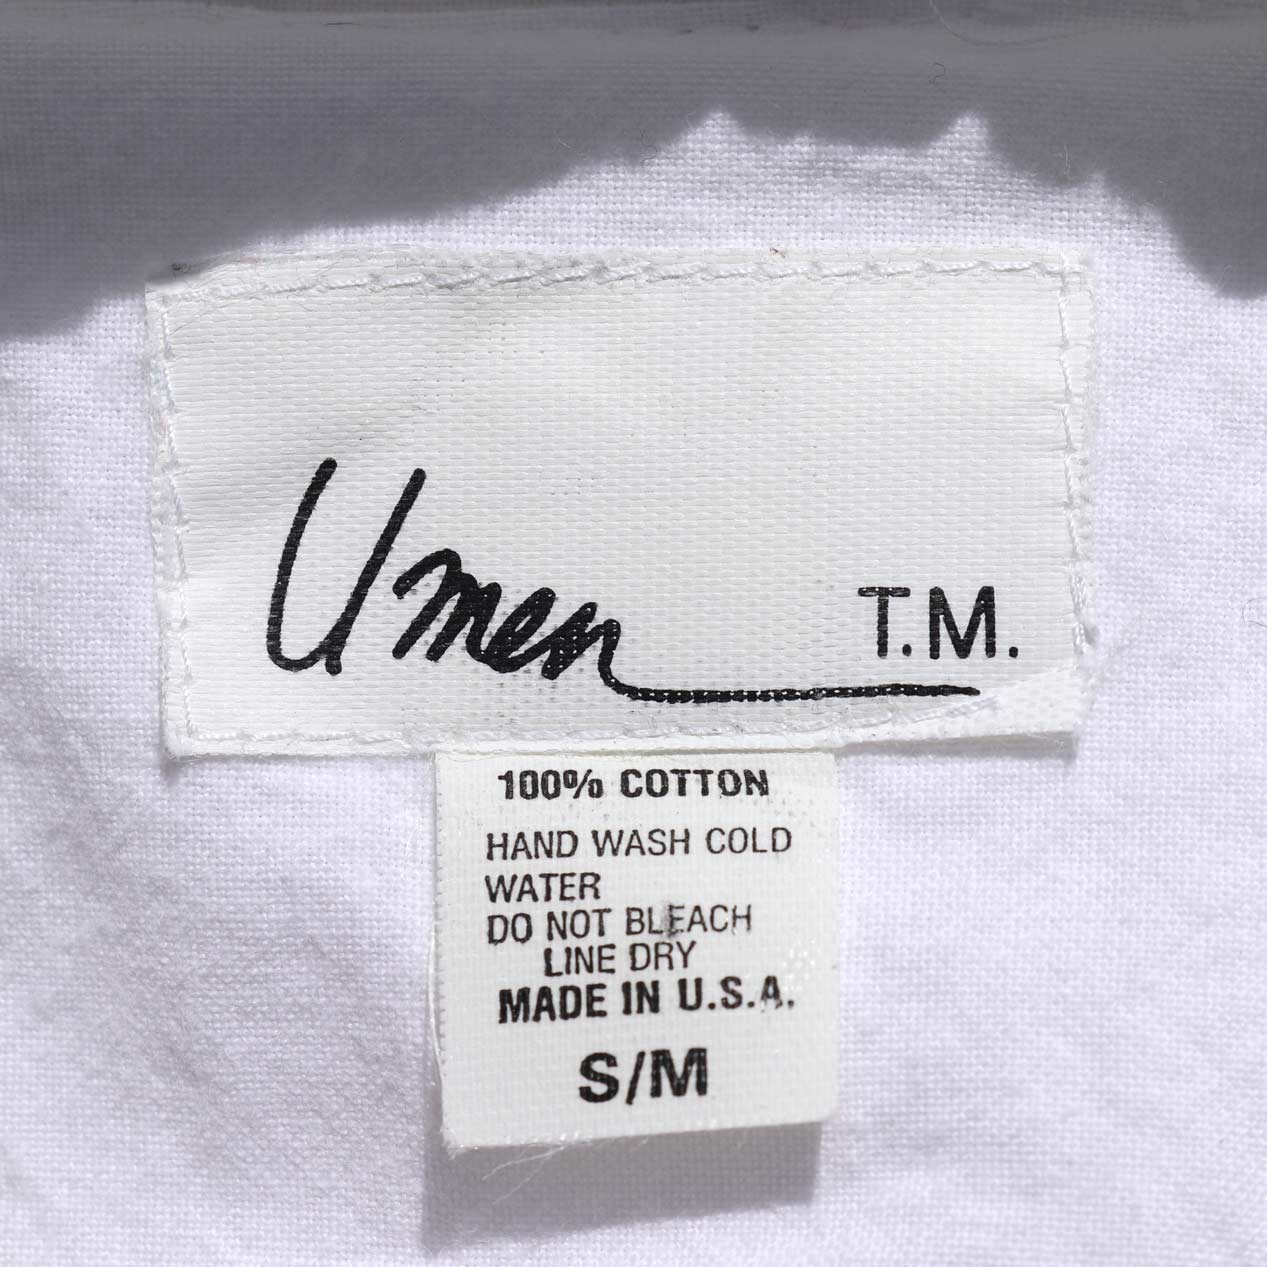 Umen T.M.
100% COTTON
HAND WASH COLD
WATER
DO NOT BLEACH
LINE DRY
MADE IN U.S.A.
S/M